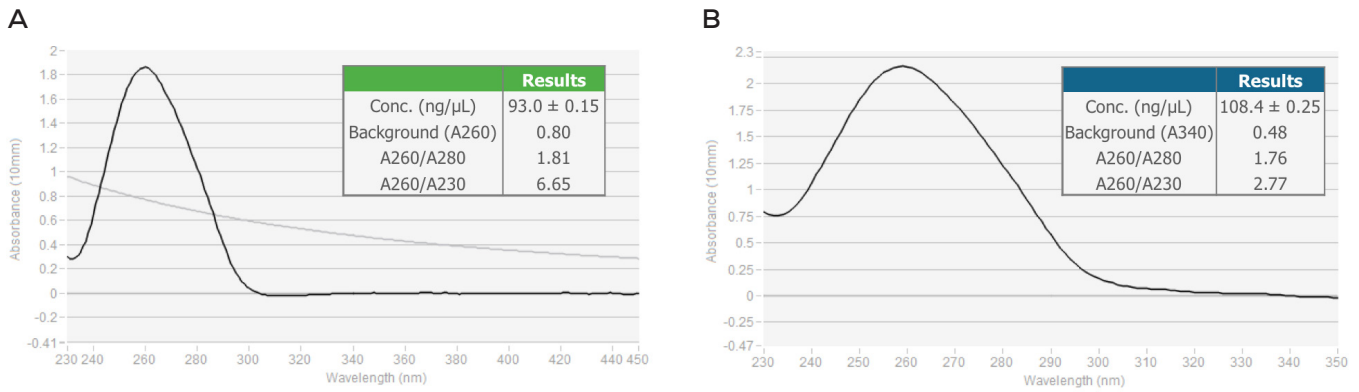 A
Absorbance (10mm)
2
1.8
1.6
1.4
1.2
1
0.8
0.6
0.4
0.2
0
-0.2
-0.41
230 240 260 280 300 320 340 360 380 400 420 440 450
Wavelength (nm)
Results
Conc. (ng/µL) 93.0 ± 0.15
Background (A260) 0.80
A260/A280 1.81
A260/A230 6.65
B
Absorbance (10mm)
2.3
2
1.75
1.5
1.25
1
0.75
0.5
0.25
0
-0.25
-0.47
230 240 250 260 270 280 290 300 310 320 330 340 350
Wavelength (nm)
Results
Conc. (ng/µL) 108.4 ± 0.25
Background (A340) 0.48
A260/A280 1.76
A260/A230 2.77